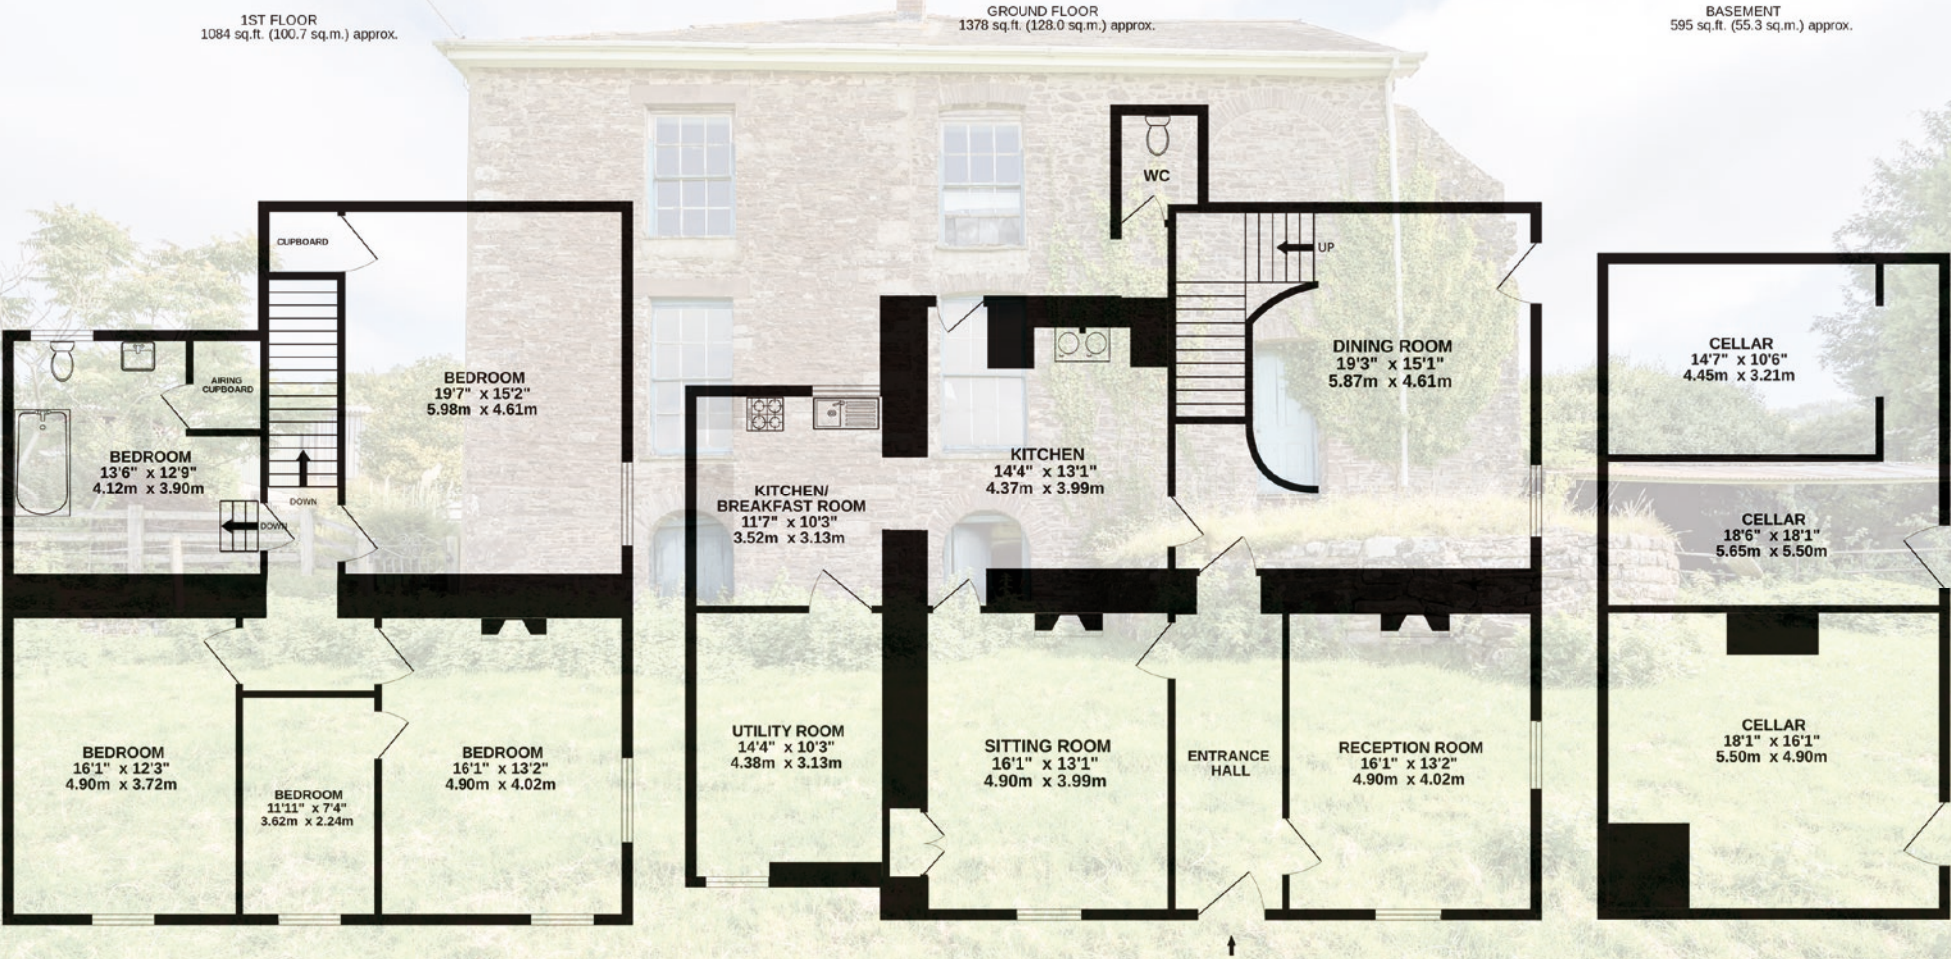 1ST FLOOR
1084 sq.ft. (100.7 sq.m.) approx.
CUPBOARD
BEDROOM
19'7" x 15'2"
5.98m x 4.61m
AIRING
CUPBOARD
BEDROOM
13'6" x 12'9"
4.12m x 3.90m
DOWN
DOWN
BEDROOM
16'1" x 12'3"
4.90m x 3.72m
BEDROOM
11'11" x 7'4"
3.62m x 2.24m
BEDROOM
16'1" x 13'2"
4.90m x 4.02m
GROUND FLOOR
1378 sq.ft. (128.0 sq.m.) approx.
WC
UP
DINING ROOM
19'3" x 15'1"
5.87m x 4.61m
KITCHEN
14'4" x 13'1"
4.37m x 3.99m
KITCHEN/
BREAKFAST ROOM
11'7" x 10'3"
3.52m x 3.13m
UTILITY ROOM
14'4" x 10'3"
4.38m x 3.13m
SITTING ROOM
16'1" x 13'1"
4.90m x 3.99m
ENTRANCE
HALL
RECEPTION ROOM
16'1" x 13'2"
4.90m x 4.02m
BASEMENT
595 sq.ft. (55.3 sq.m.) approx.
CELLAR
14'7" x 10'6"
4.45m x 3.21m
CELLAR
18'6" x 18'1"
5.65m x 5.50m
CELLAR
18'1" x 16'1"
5.50m x 4.90m